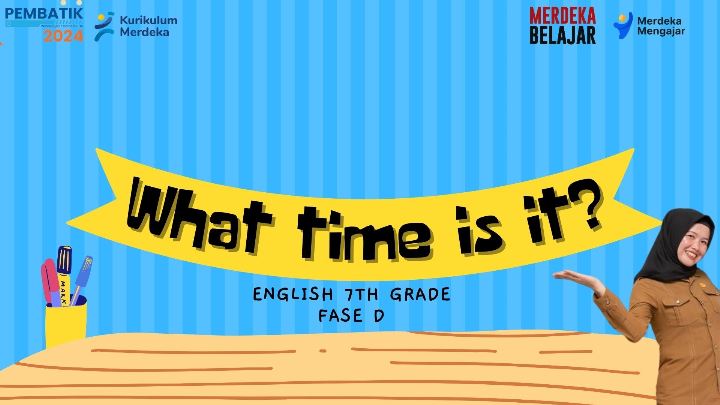 PEMBATIK
2024
Kurikulum
Merdeka
MERDEKA
BELAJAR
Merdeka
Mengajar
What time is it?
MARK
ENGLISH 7TH GRADE
FASE D